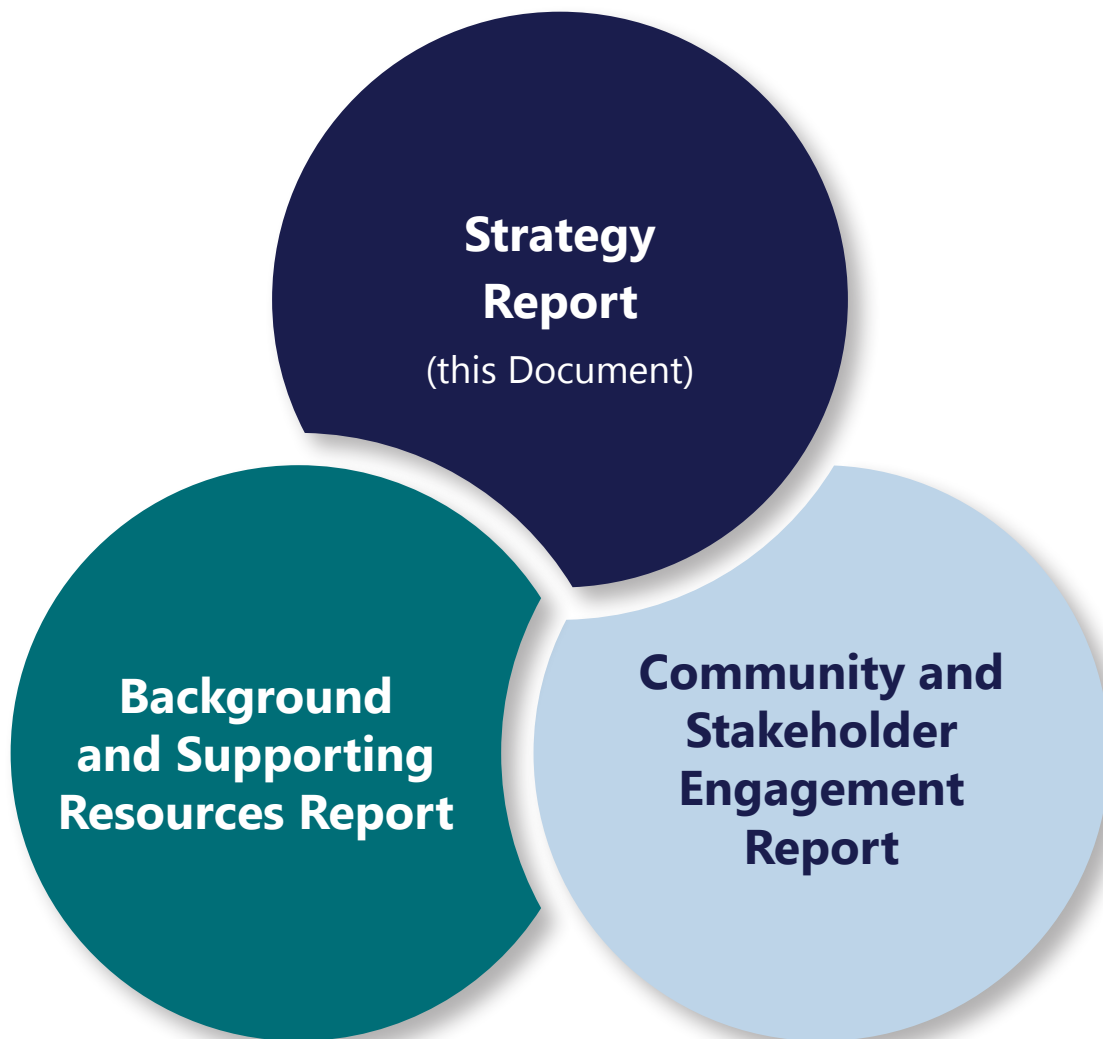 Strategy
Report
(this Document)
Background
and Supporting
Resources Report
Community and
Stakeholder
Engagement
Report